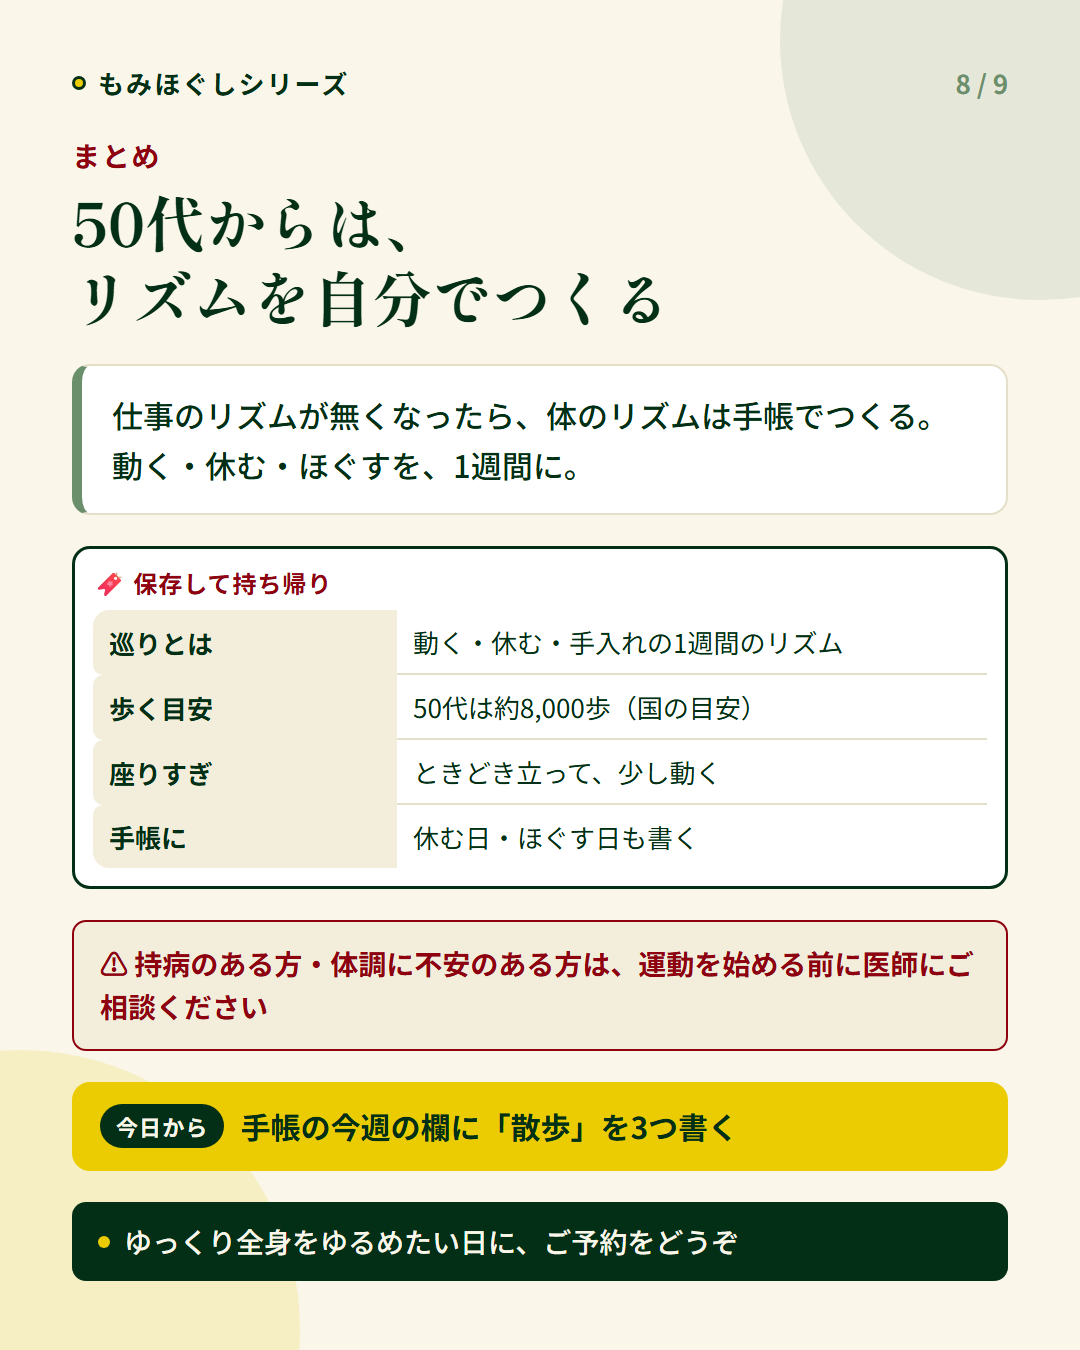 もみほぐしシリーズ
8 / 9
まとめ
50代からは、
リズムを自分でつくる
仕事のリズムが無くなったら、体のリズムは手帳でつくる。
動く・休む・ほぐすを、1週間に。
保存して持ち帰り
巡りとは
動く・休む・手入れの1週間のリズム
歩く目安
50代は約8,000歩（国の目安）
座りすぎ
ときどき立って、少し動く
手帳に
休む日・ほぐす日も書く
⚠ 持病のある方・体調に不安のある方は、運動を始める前に医師にご
相談ください
今日から
手帳の今週の欄に「散歩」を3つ書く
ゆっくり全身をゆるめたい日に、ご予約をどうぞ